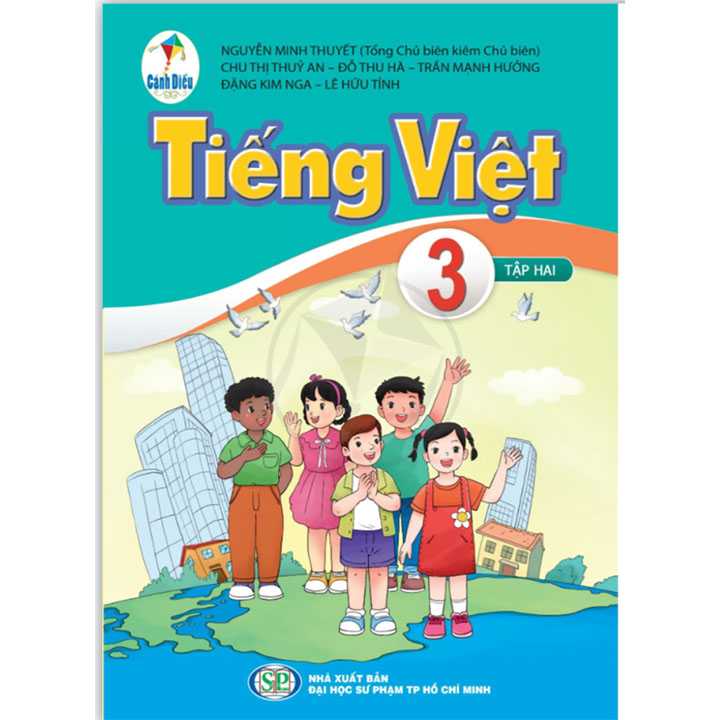 Cánh Diều
NGUYỄN MINH THUYẾT (Tổng Chủ biên kiêm Chủ biên)
CHU THỊ THUỶ AN – ĐỖ THU HÀ – TRẦN MẠNH HƯỞNG
ĐẶNG KIM NGA – LÊ HỮU TỈNH
Tiếng Việt
3
TẬP HAI
SP
NHÀ XUẤT BẢN
ĐẠI HỌC SƯ PHẠM TP HỒ CHÍ MINH